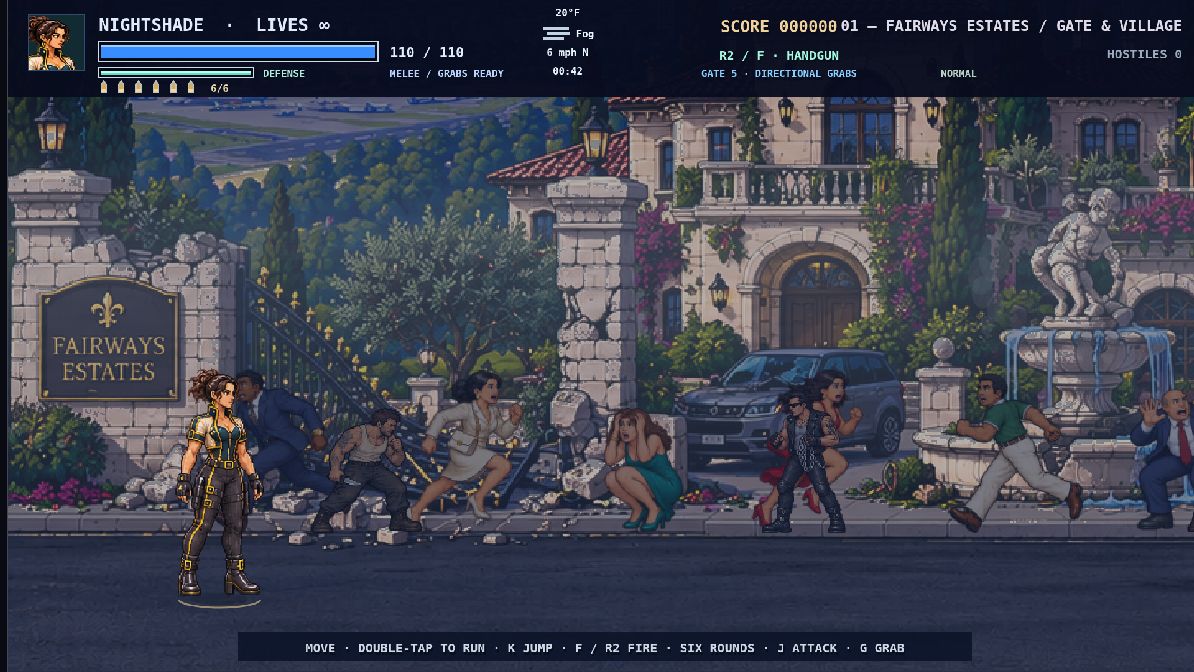 NIGHTSHADE · LIVES ∞
110 / 110
DEFENSE
MELEE / GRABS READY
6/6
20°F
Fog
6 mph N
00:42
SCORE 000000
01 — FAIRWAYS ESTATES / GATE & VILLAGE
R2 / F · HANDGUN
HOSTILES 0
GATE 5 · DIRECTIONAL GRABS
NORMAL
FAIRWAYS
ESTATES
MOVE · DOUBLE-TAP TO RUN · K JUMP · F / R2 FIRE · SIX ROUNDS · J ATTACK · G GRAB